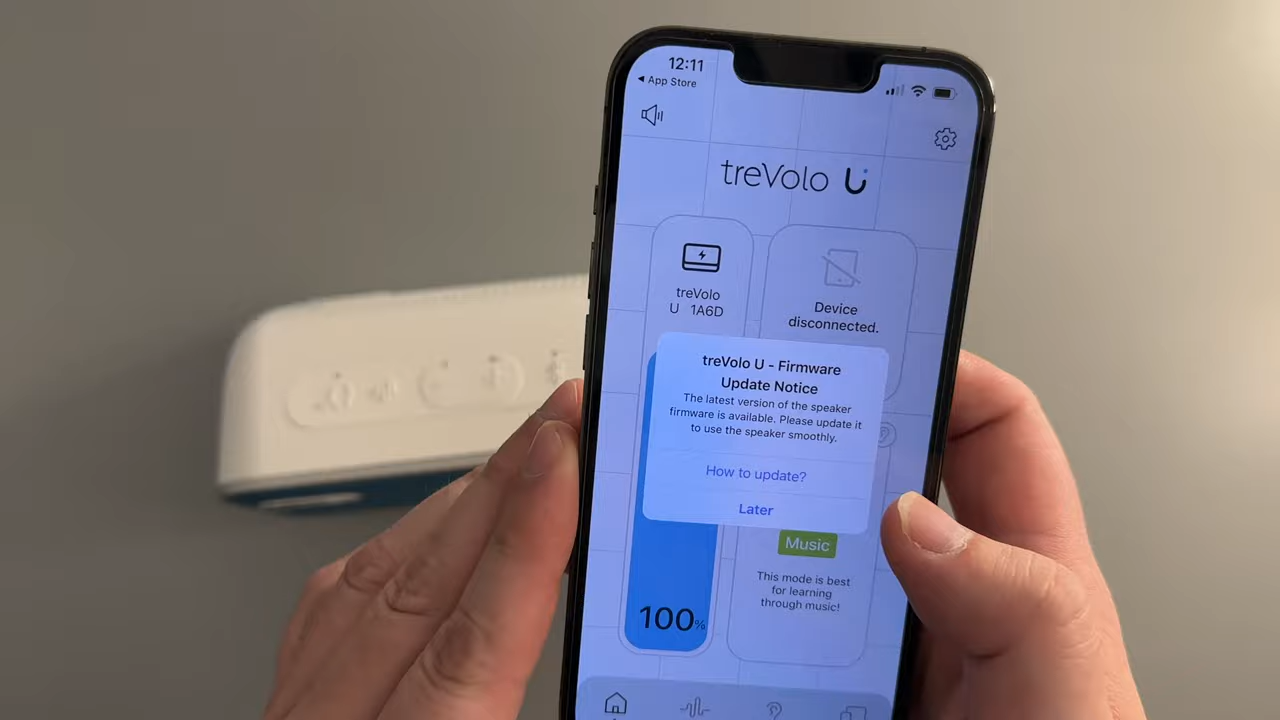 12:11
App Store
treVolo U
treVolo
U 1A6D
Device
disconnected.
treVolo U - Firmware
Update Notice
The latest version of the speaker
firmware is available. Please update it
to use the speaker smoothly.
How to update?
Later
Music
This mode is best
for learning
through music!
100%